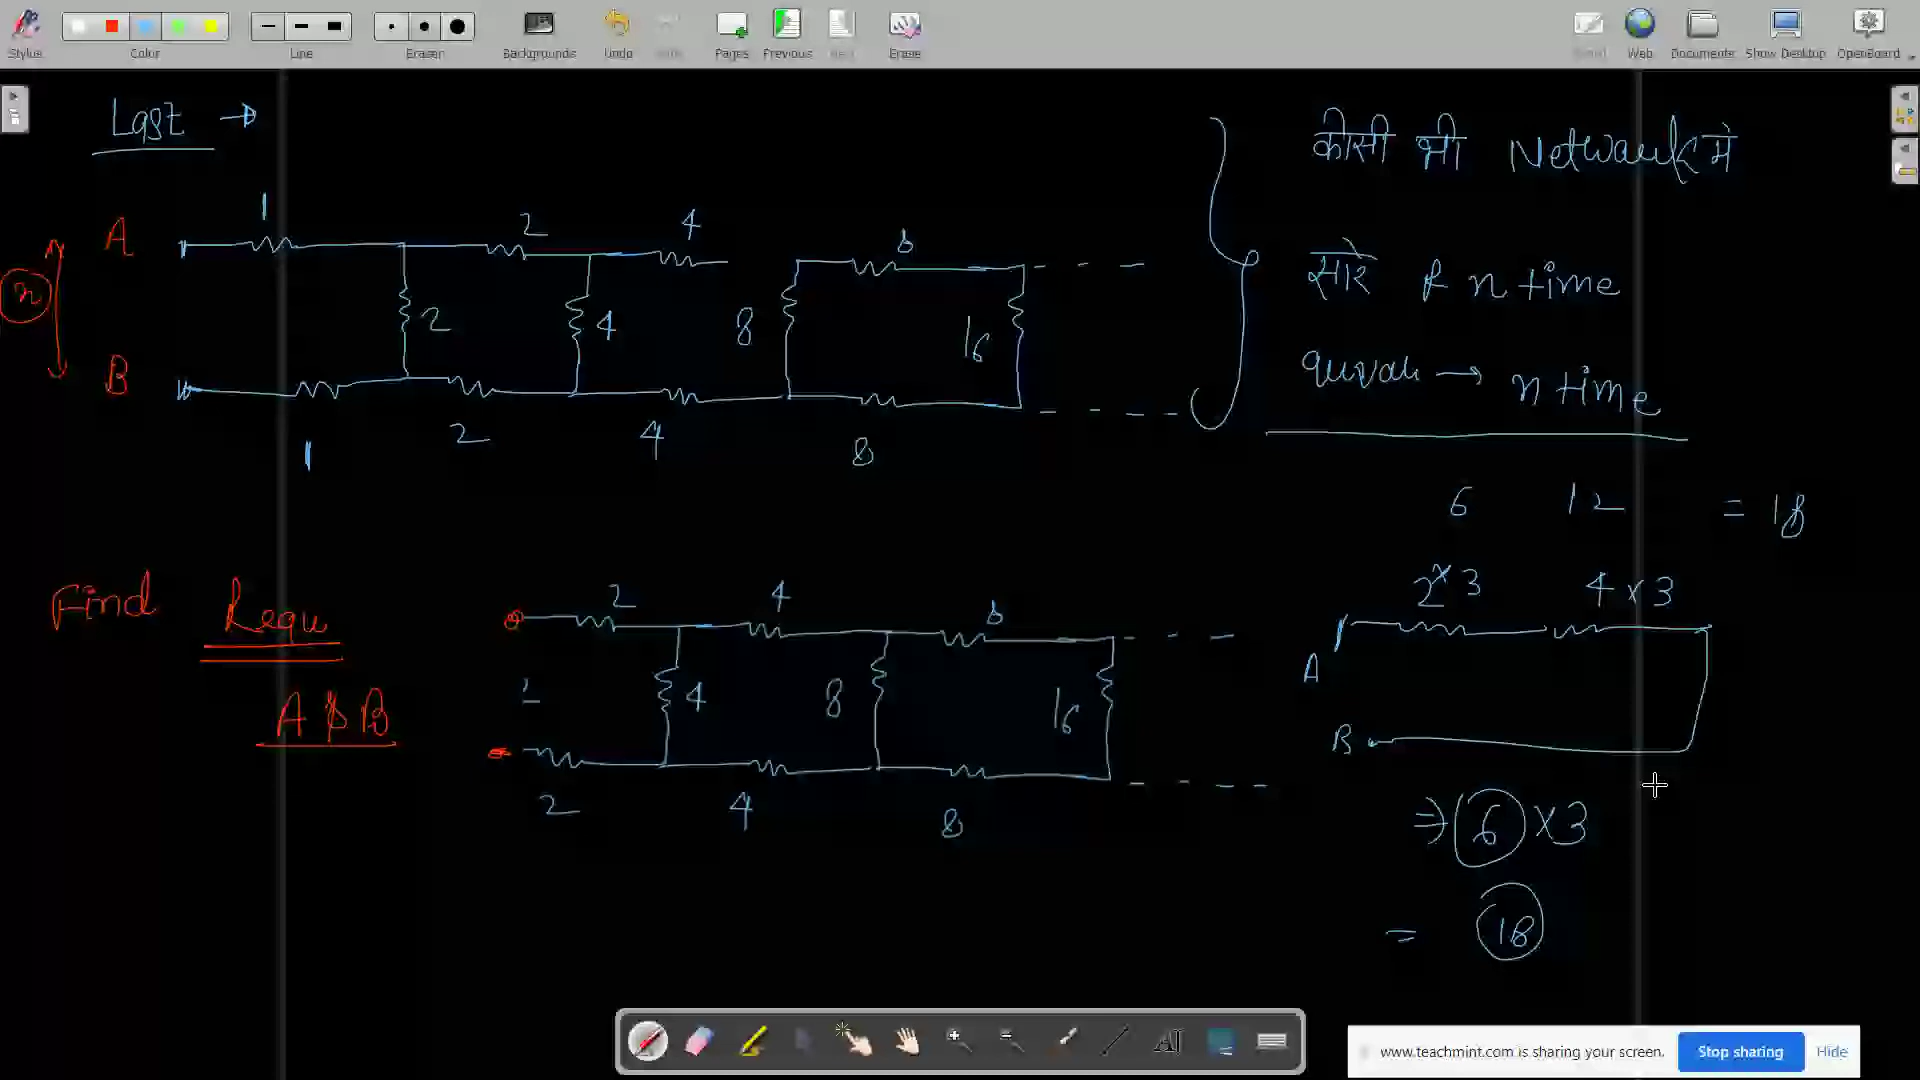 Stylus
Color
Line
Eraser
Backgrounds
Undo
Pages
Previous
Erase
Web
Documents
Show Desktop
OpenBoard
Last →
A
B
n
1
2
4
8
2
4
8
16
1
2
4
8
कीसी भी Network में
सारे R n time
→ n time
6 12 = 18
2×3 4×3
A
B
⇒ 6 ×3
= 18
Find Requ
A & B
2
4
8
4
8
16
2
4
8
www.teachmint.com is sharing your screen.
Stop sharing
Hide